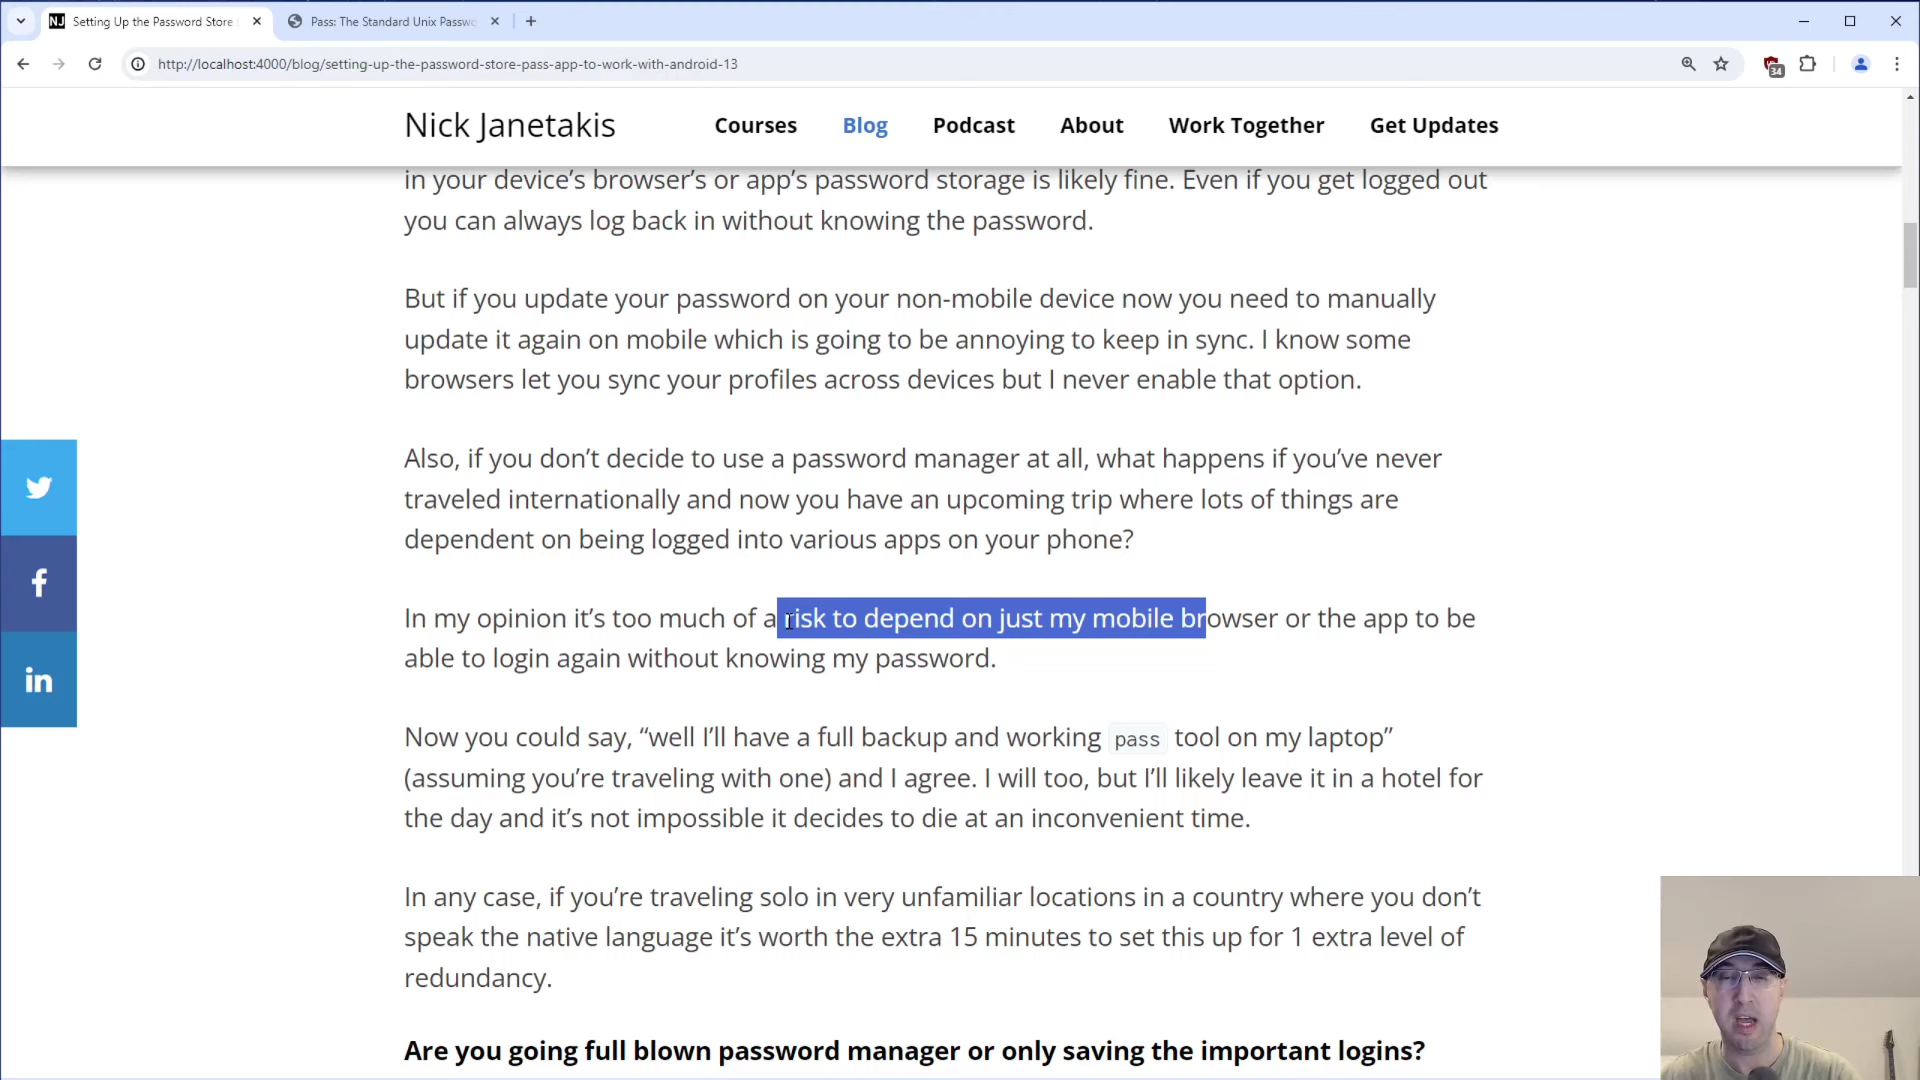 Setting Up the Password Store
Pass: The Standard Unix Passwo
http://localhost:4000/blog/setting-up-the-password-store-pass-app-to-work-with-android-13
34
Nick Janetakis
Courses
Blog
Podcast
About
Work Together
Get Updates
in your device’s browser’s or app’s password storage is likely fine. Even if you get logged out
you can always log back in without knowing the password.
But if you update your password on your non-mobile device now you need to manually
update it again on mobile which is going to be annoying to keep in sync. I know some
browsers let you sync your profiles across devices but I never enable that option.
Also, if you don’t decide to use a password manager at all, what happens if you’ve never
traveled internationally and now you have an upcoming trip where lots of things are
dependent on being logged into various apps on your phone?
In my opinion it’s too much of a risk to depend on just my mobile browser or the app to be
able to login again without knowing my password.
Now you could say, “well I’ll have a full backup and working pass tool on my laptop”
(assuming you’re traveling with one) and I agree. I will too, but I’ll likely leave it in a hotel for
the day and it’s not impossible it decides to die at an inconvenient time.
In any case, if you’re traveling solo in very unfamiliar locations in a country where you don’t
speak the native language it’s worth the extra 15 minutes to set this up for 1 extra level of
redundancy.
Are you going full blown password manager or only saving the important logins?